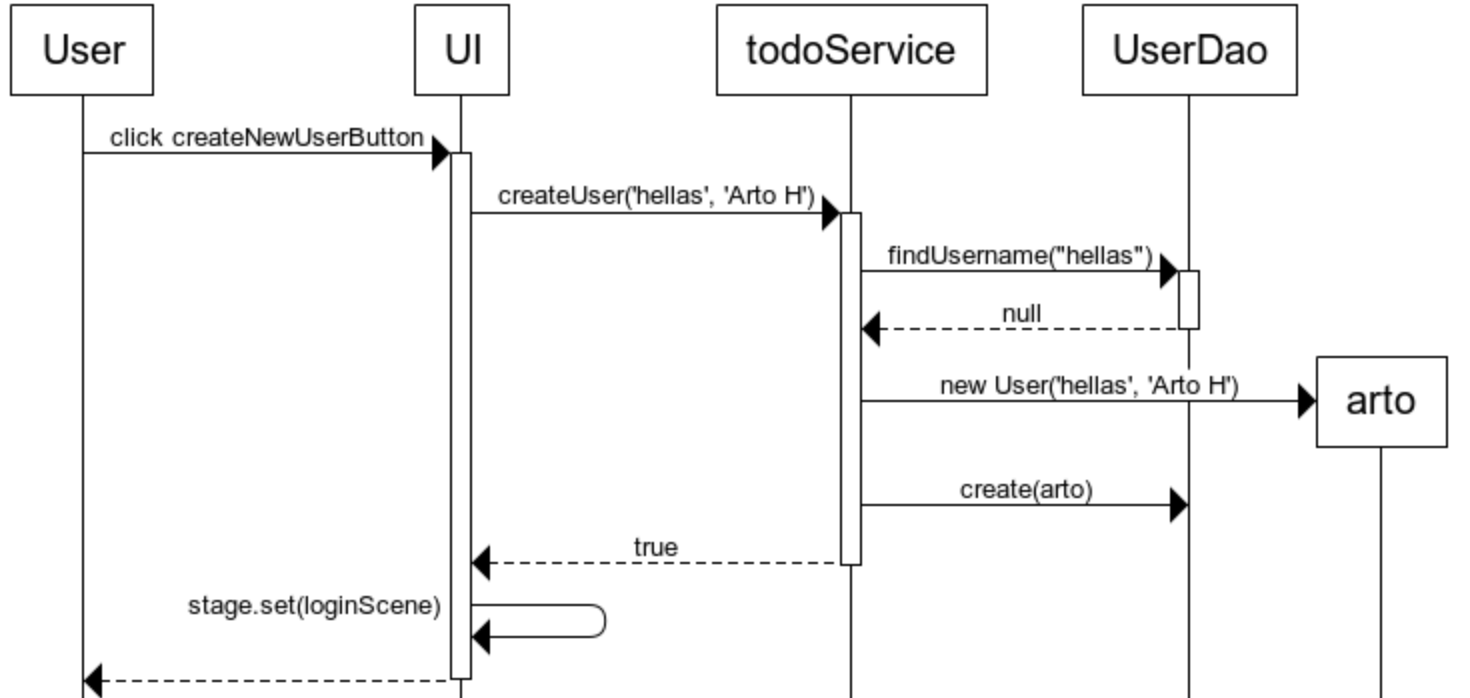 User
UI
todoService
UserDao
click createNewUserButton
createUser('hellas', 'Arto H')
findUsername("hellas")
null
new User('hellas', 'Arto H')
arto
create(arto)
true
stage.set(loginScene)